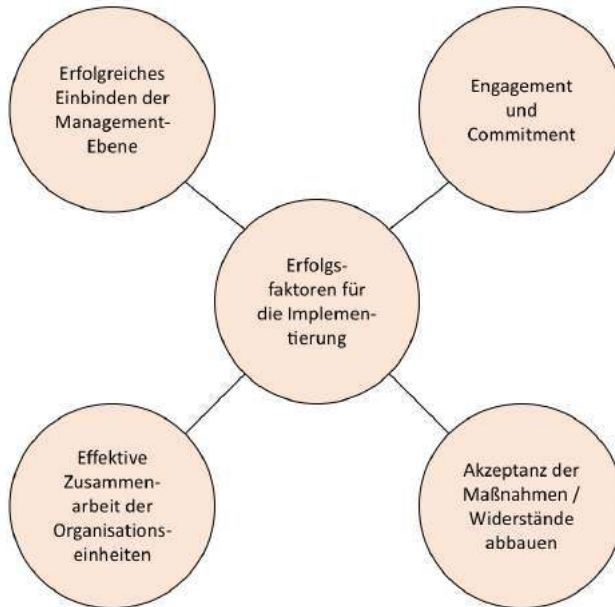 Erfolgreiches
Einbinden der
Management-
Ebene
Engagement
und
Commitment
Erfolgs-
faktoren für
die Implemen-
tierung
Effektive
Zusammen-
arbeit der
Organisations-
einheiten
Akzeptanz der
Maßnahmen /
Widerstände
abbauen